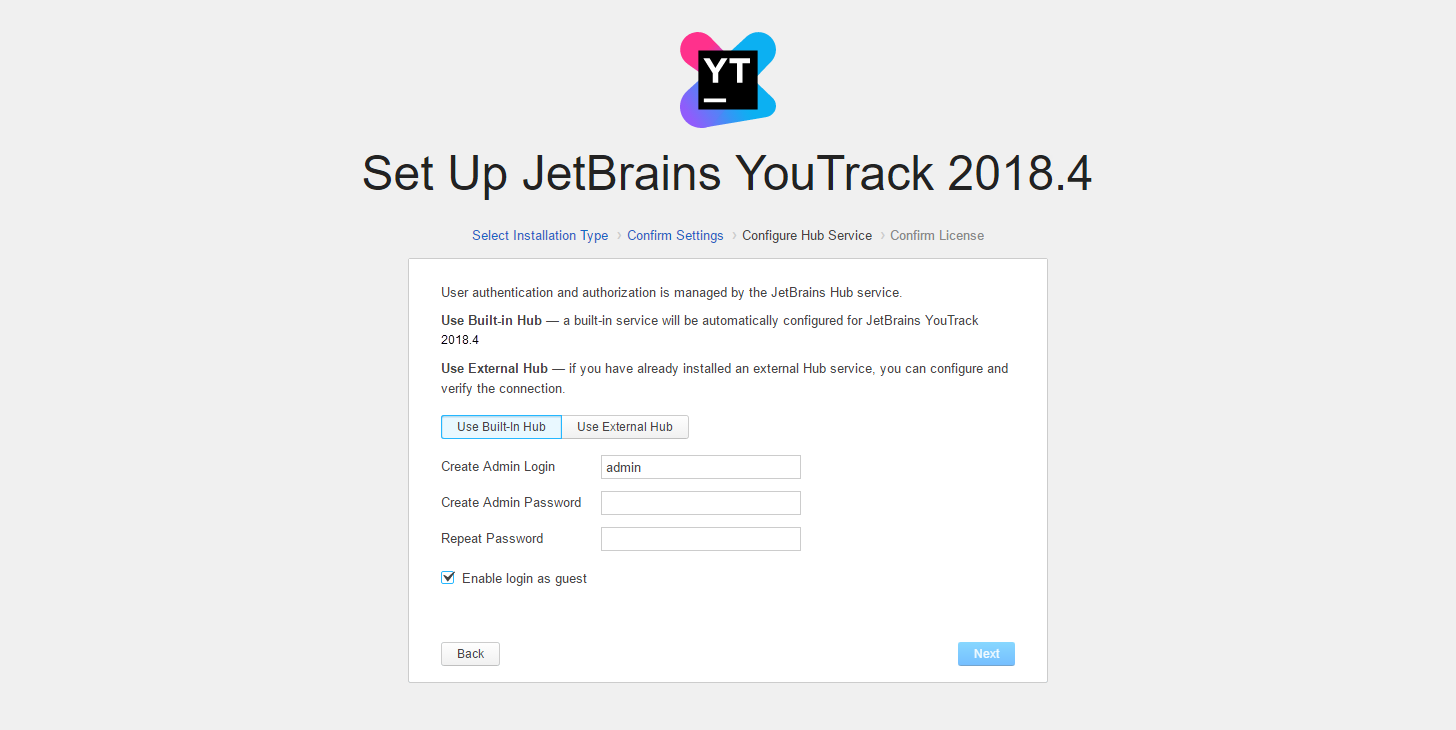 YT
Set Up JetBrains YouTrack 2018.4
Select Installation Type › Confirm Settings › Configure Hub Service › Confirm License
User authentication and authorization is managed by the JetBrains Hub service.
Use Built-in Hub — a built-in service will be automatically configured for JetBrains YouTrack
2018.4
Use External Hub — if you have already installed an external Hub service, you can configure and
verify the connection.
Use Built-In Hub Use External Hub
Create Admin Login admin
Create Admin Password
Repeat Password
Enable login as guest
Back Next